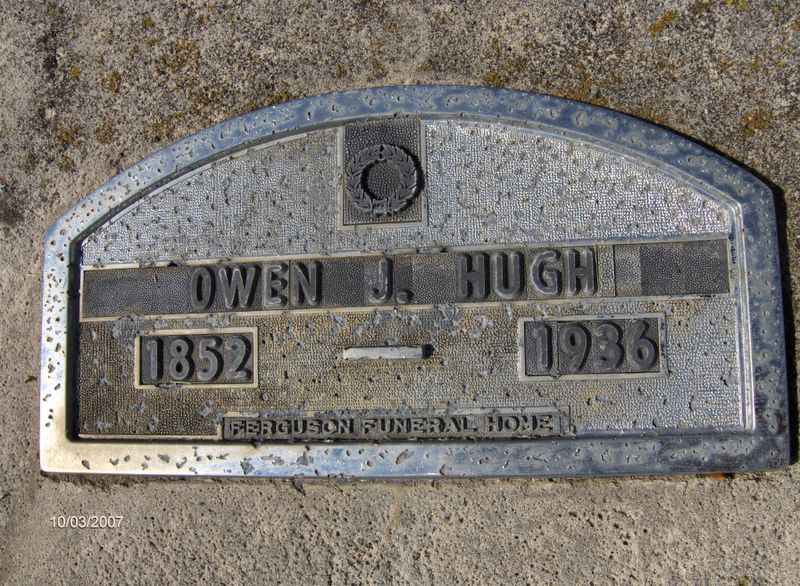 OWEN J. HUGH
1852 — 1936
FERGUSON FUNERAL HOME
10/03/2007